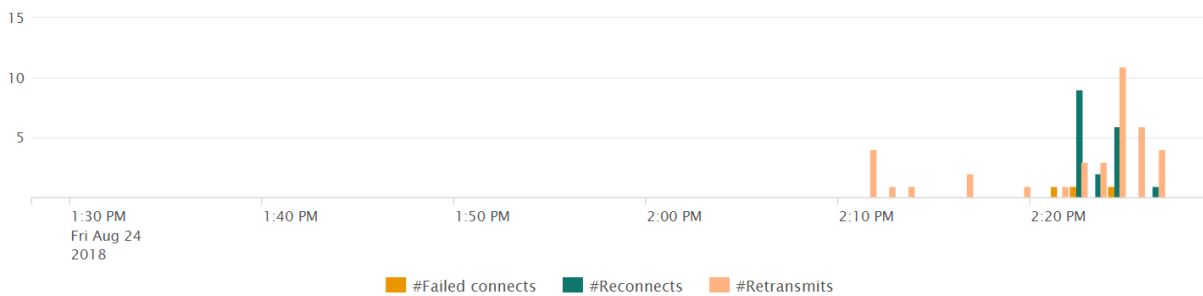 15
10
5
1:30 PM 1:40 PM 1:50 PM 2:00 PM 2:10 PM 2:20 PM
Fri Aug 24
2018
#Failed connects #Reconnects #Retransmits